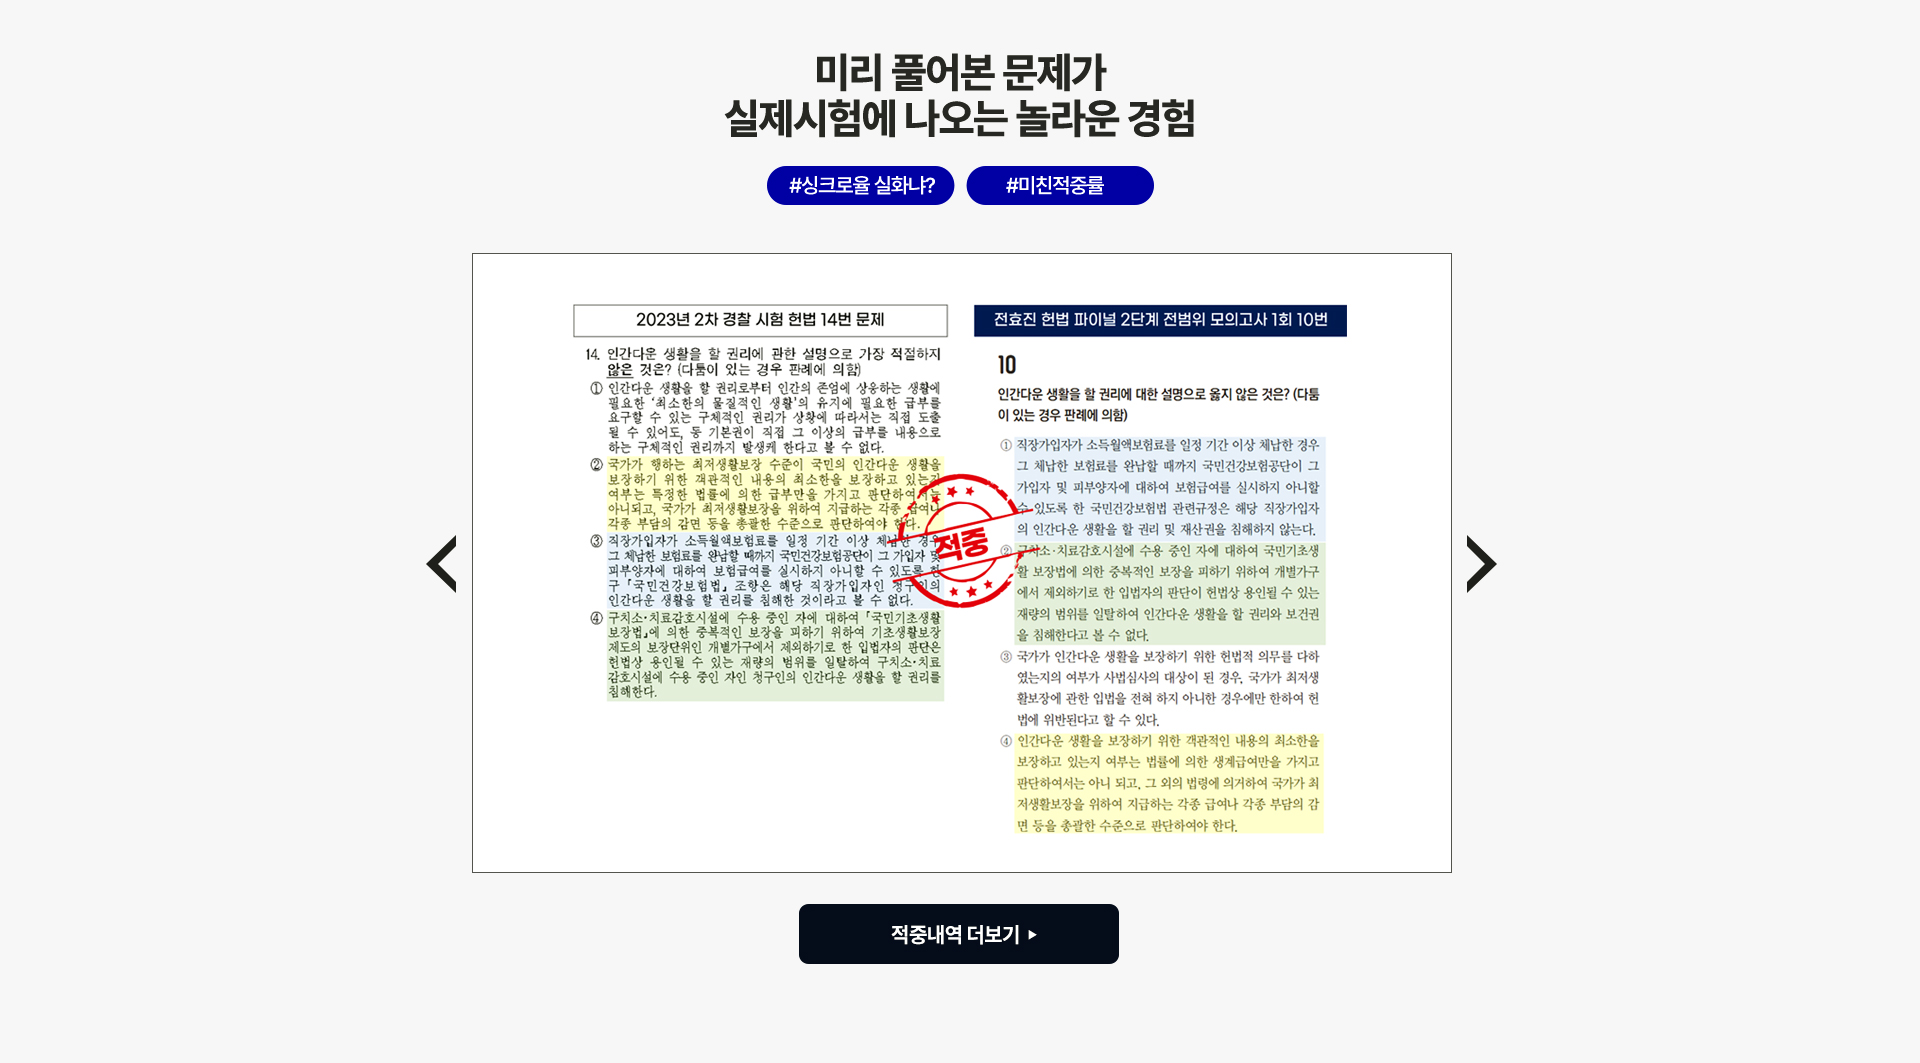 미리 풀어본 문제가
실제시험에 나오는 놀라운 경험
#싱크로율 실화냐?
#미친적중률
2023년 2차 경찰 시험 헌법 14번 문제
14. 인간다운 생활을 할 권리에 관한 설명으로 가장 적절하지
않은 것은? (다툼이 있는 경우 판례에 의함)
① 인간다운 생활을 할 권리로부터 인간의 존엄에 상응하는 생활에
필요한 '최소한의 물질적인 생활'의 유지에 필요한 급부를
요구할 수 있는 구체적인 권리가 상황에 따라서는 직접 도출
될 수 있어도, 동 기본권이 직접 그 이상의 급부를 내용으로
하는 구체적인 권리까지 발생케 한다고 볼 수 없다.
② 국가가 행하는 최저생활보장 수준이 국민의 인간다운 생활을
보장하기 위한 객관적인 내용의 최소한을 보장하고 있는지
여부는 특정한 법률에 의한 급부만을 가지고 판단하여서는
아니되고, 국가가 최저생활보장을 위하여 지급하는 각종 급여나
각종 부담의 감면 등을 총괄한 수준으로 판단하여야 한다.
③ 직장가입자가 소득월액보험료를 일정 기간 이상 체납한 경우
그 체납한 보험료를 완납할 때까지 국민건강보험공단이 그 가입자 및
피부양자에 대하여 보험급여를 실시하지 아니할 수 있도록 한
구 「국민건강보험법」 조항은 해당 직장가입자인 청구인의
인간다운 생활을 할 권리를 침해한 것이라고 볼 수 없다.
④ 구치소·치료감호시설에 수용 중인 자에 대하여 「국민기초생활
보장법」에 의한 중복적인 보장을 피하기 위하여 기초생활보장
제도의 보장단위인 개별가구에서 제외하기로 한 입법자의 판단은
헌법상 용인될 수 있는 재량의 범위를 일탈하여 구치소·치료
감호시설에 수용 중인 자인 청구인의 인간다운 생활을 할 권리를
침해한다.
적중
전효진 헌법 파이널 2단계 전범위 모의고사 1회 10번
10
인간다운 생활을 할 권리에 대한 설명으로 옳지 않은 것은? (다툼
이 있는 경우 판례에 의함)
① 직장가입자가 소득월액보험료를 일정 기간 이상 체납한 경우
그 체납한 보험료를 완납할 때까지 국민건강보험공단이 그
가입자 및 피부양자에 대하여 보험급여를 실시하지 아니할
수 있도록 한 국민건강보험법 관련규정은 해당 직장가입자
의 인간다운 생활을 할 권리 및 재산권을 침해하지 않는다.
② 구치소·치료감호시설에 수용 중인 자에 대하여 국민기초생
활 보장법에 의한 중복적인 보장을 피하기 위하여 개별가구
에서 제외하기로 한 입법자의 판단이 헌법상 용인될 수 있는
재량의 범위를 일탈하여 인간다운 생활을 할 권리와 보건권
을 침해한다고 볼 수 없다.
③ 국가가 인간다운 생활을 보장하기 위한 헌법적 의무를 다하
였는지의 여부가 사법심사의 대상이 된 경우, 국가가 최저생
활보장에 관한 입법을 전혀 하지 아니한 경우에만 한하여 헌
법에 위반된다고 할 수 있다.
④ 인간다운 생활을 보장하기 위한 객관적인 내용의 최소한을
보장하고 있는지 여부는 법률에 의한 생계급여만을 가지고
판단하여서는 아니 되고, 그 외의 법령에 의거하여 국가가 최
저생활보장을 위하여 지급하는 각종 급여나 각종 부담의 감
면 등을 총괄한 수준으로 판단하여야 한다.
적중내역 더보기